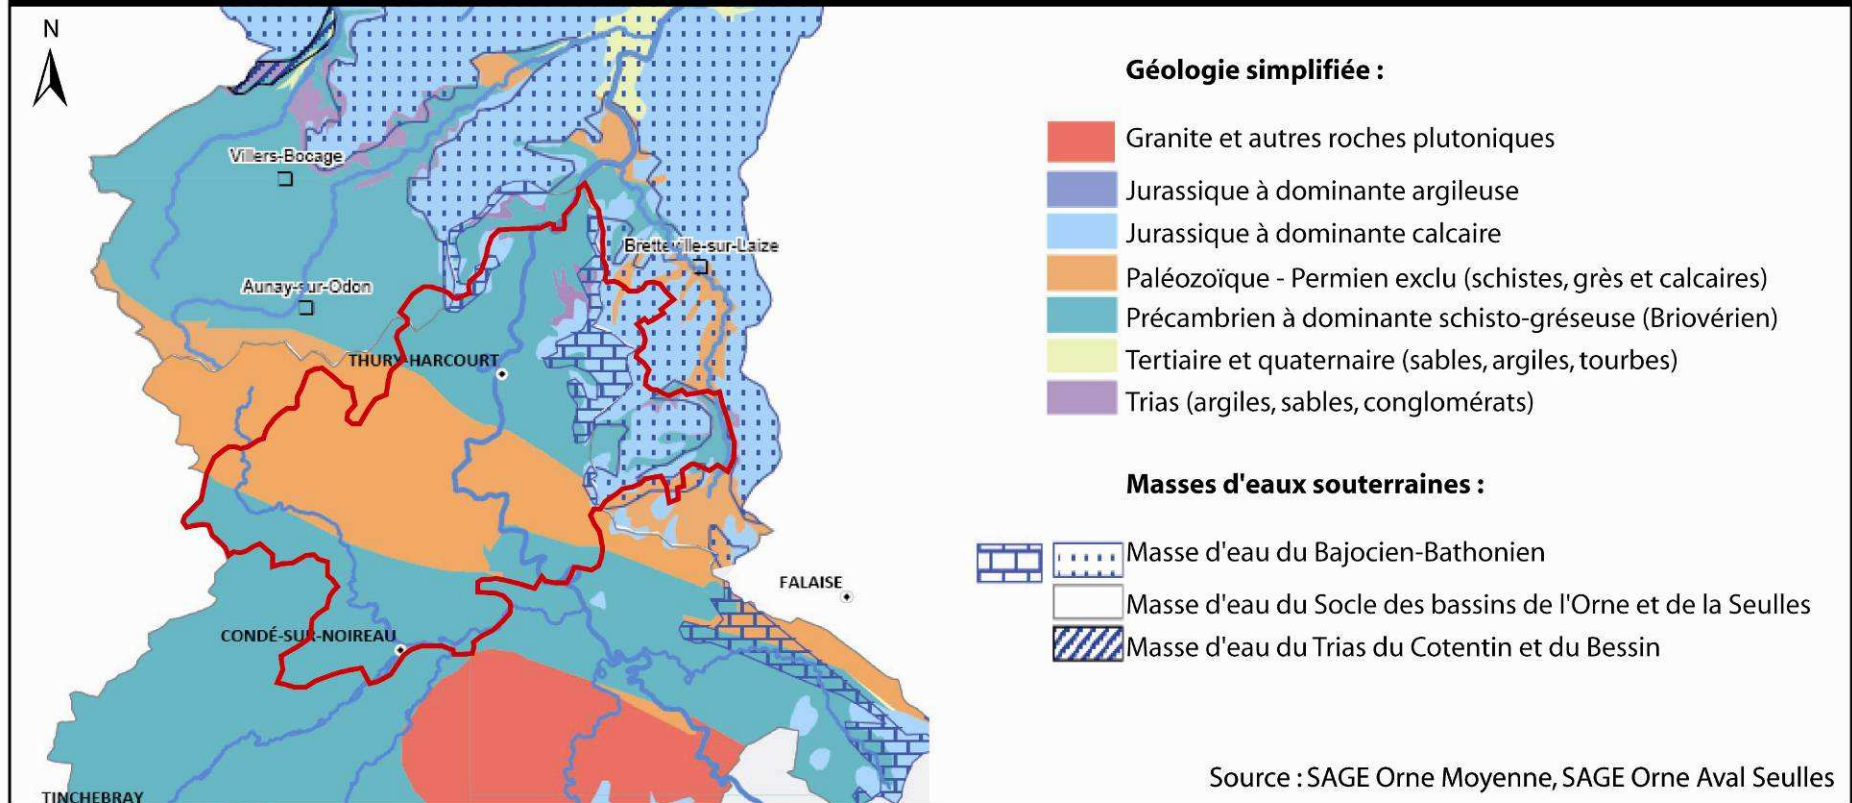 N
Villers-Bocage
Bretteville-sur-Laize
Aunay-sur-Odon
THURY-HARCOURT
FALAISE
CONDÉ-SUR-NOIREAU
TINCHEBRAY
Géologie simplifiée :
Granite et autres roches plutoniques
Jurassique à dominante argileuse
Jurassique à dominante calcaire
Paléozoïque - Permien exclu (schistes, grès et calcaires)
Précambrien à dominante schisto-gréseuse (Briovérien)
Tertiaire et quaternaire (sables, argiles, tourbes)
Trias (argiles, sables, conglomérats)
Masses d'eaux souterraines :
Masse d'eau du Bajocien-Bathonien
Masse d'eau du Socle des bassins de l'Orne et de la Seulles
Masse d'eau du Trias du Cotentin et du Bessin
Source : SAGE Orne Moyenne, SAGE Orne Aval Seulles